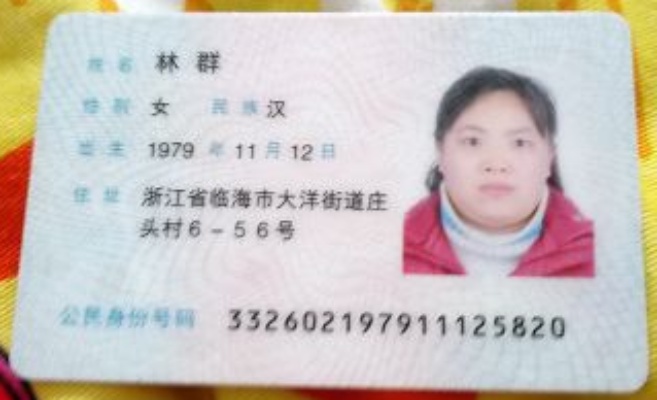 姓名 林群
性别 女 民族 汉
出生 1979 年 11 月 12 日
住址 浙江省临海市大洋街道庄
头村6-56号
公民身份号码 332602197911125820